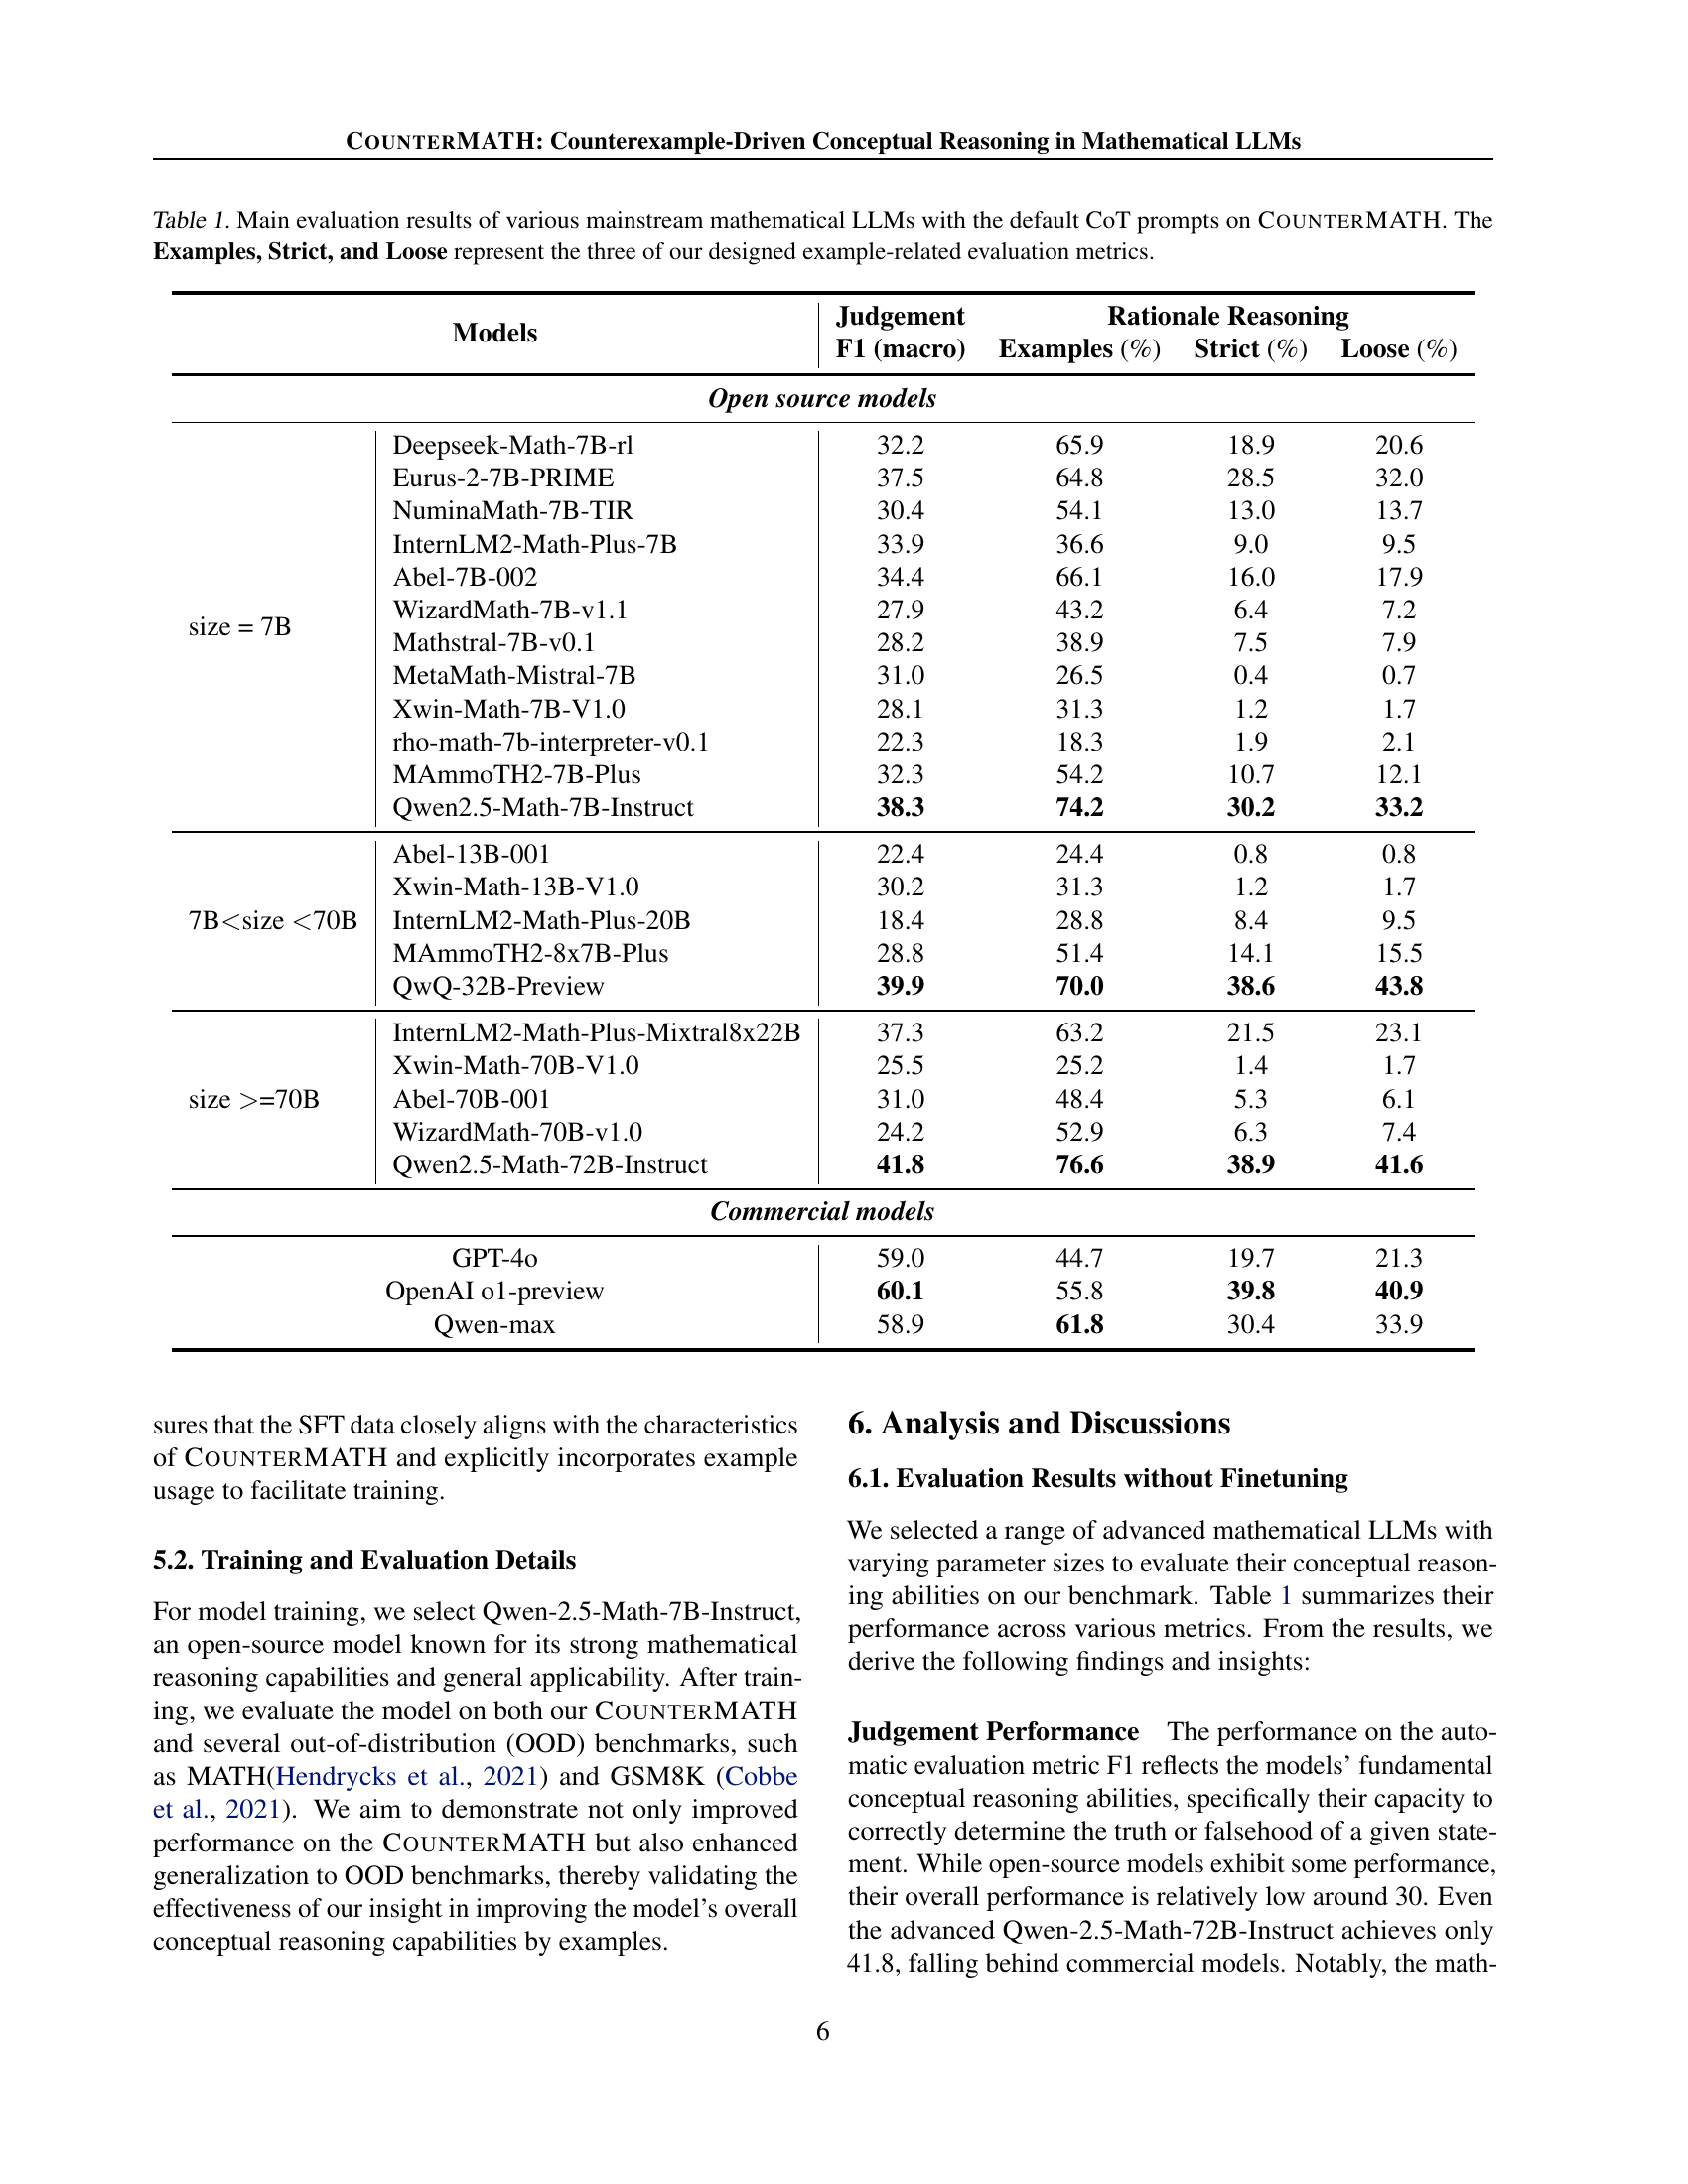 COUNTERMATH: Counterexample-Driven Conceptual Reasoning in Mathematical LLMs
Table 1. Main evaluation results of various mainstream mathematical LLMs with the default CoT prompts on COUNTERMATH. The
Examples, Strict, and Loose represent the three of our designed example-related evaluation metrics.
Models Judgement Rationale Reasoning
F1 (macro) Examples (%) Strict (%) Loose (%)
Open source models
size = 7B
Deepseek-Math-7B-rl 32.2 65.9 18.9 20.6
Eurus-2-7B-PRIME 37.5 64.8 28.5 32.0
NuminaMath-7B-TIR 30.4 54.1 13.0 13.7
InternLM2-Math-Plus-7B 33.9 36.6 9.0 9.5
Abel-7B-002 34.4 66.1 16.0 17.9
WizardMath-7B-v1.1 27.9 43.2 6.4 7.2
Mathstral-7B-v0.1 28.2 38.9 7.5 7.9
MetaMath-Mistral-7B 31.0 26.5 0.4 0.7
Xwin-Math-7B-V1.0 28.1 31.3 1.2 1.7
rho-math-7b-interpreter-v0.1 22.3 18.3 1.9 2.1
MAmmoTH2-7B-Plus 32.3 54.2 10.7 12.1
Qwen2.5-Math-7B-Instruct 38.3 74.2 30.2 33.2
7B<size <70B
Abel-13B-001 22.4 24.4 0.8 0.8
Xwin-Math-13B-V1.0 30.2 31.3 1.2 1.7
InternLM2-Math-Plus-20B 18.4 28.8 8.4 9.5
MAmmoTH2-8x7B-Plus 28.8 51.4 14.1 15.5
QwQ-32B-Preview 39.9 70.0 38.6 43.8
size >=70B
InternLM2-Math-Plus-Mixtral8x22B 37.3 63.2 21.5 23.1
Xwin-Math-70B-V1.0 25.5 25.2 1.4 1.7
Abel-70B-001 31.0 48.4 5.3 6.1
WizardMath-70B-v1.0 24.2 52.9 6.3 7.4
Qwen2.5-Math-72B-Instruct 41.8 76.6 38.9 41.6
Commercial models
GPT-4o 59.0 44.7 19.7 21.3
OpenAI o1-preview 60.1 55.8 39.8 40.9
Qwen-max 58.9 61.8 30.4 33.9
sures that the SFT data closely aligns with the characteristics
of COUNTERMATH and explicitly incorporates example
usage to facilitate training.
5.2. Training and Evaluation Details
For model training, we select Qwen-2.5-Math-7B-Instruct,
an open-source model known for its strong mathematical
reasoning capabilities and general applicability. After train-
ing, we evaluate the model on both our COUNTERMATH
and several out-of-distribution (OOD) benchmarks, such
as MATH(Hendrycks et al., 2021) and GSM8K (Cobbe
et al., 2021). We aim to demonstrate not only improved
performance on the COUNTERMATH but also enhanced
generalization to OOD benchmarks, thereby validating the
effectiveness of our insight in improving the model's overall
conceptual reasoning capabilities by examples.
6. Analysis and Discussions
6.1. Evaluation Results without Finetuning
We selected a range of advanced mathematical LLMs with
varying parameter sizes to evaluate their conceptual reason-
ing abilities on our benchmark. Table 1 summarizes their
performance across various metrics. From the results, we
derive the following findings and insights:
Judgement Performance The performance on the auto-
matic evaluation metric F1 reflects the models' fundamental
conceptual reasoning abilities, specifically their capacity to
correctly determine the truth or falsehood of a given state-
ment. While open-source models exhibit some performance,
their overall performance is relatively low around 30. Even
the advanced Qwen-2.5-Math-72B-Instruct achieves only
41.8, falling behind commercial models. Notably, the math-
6